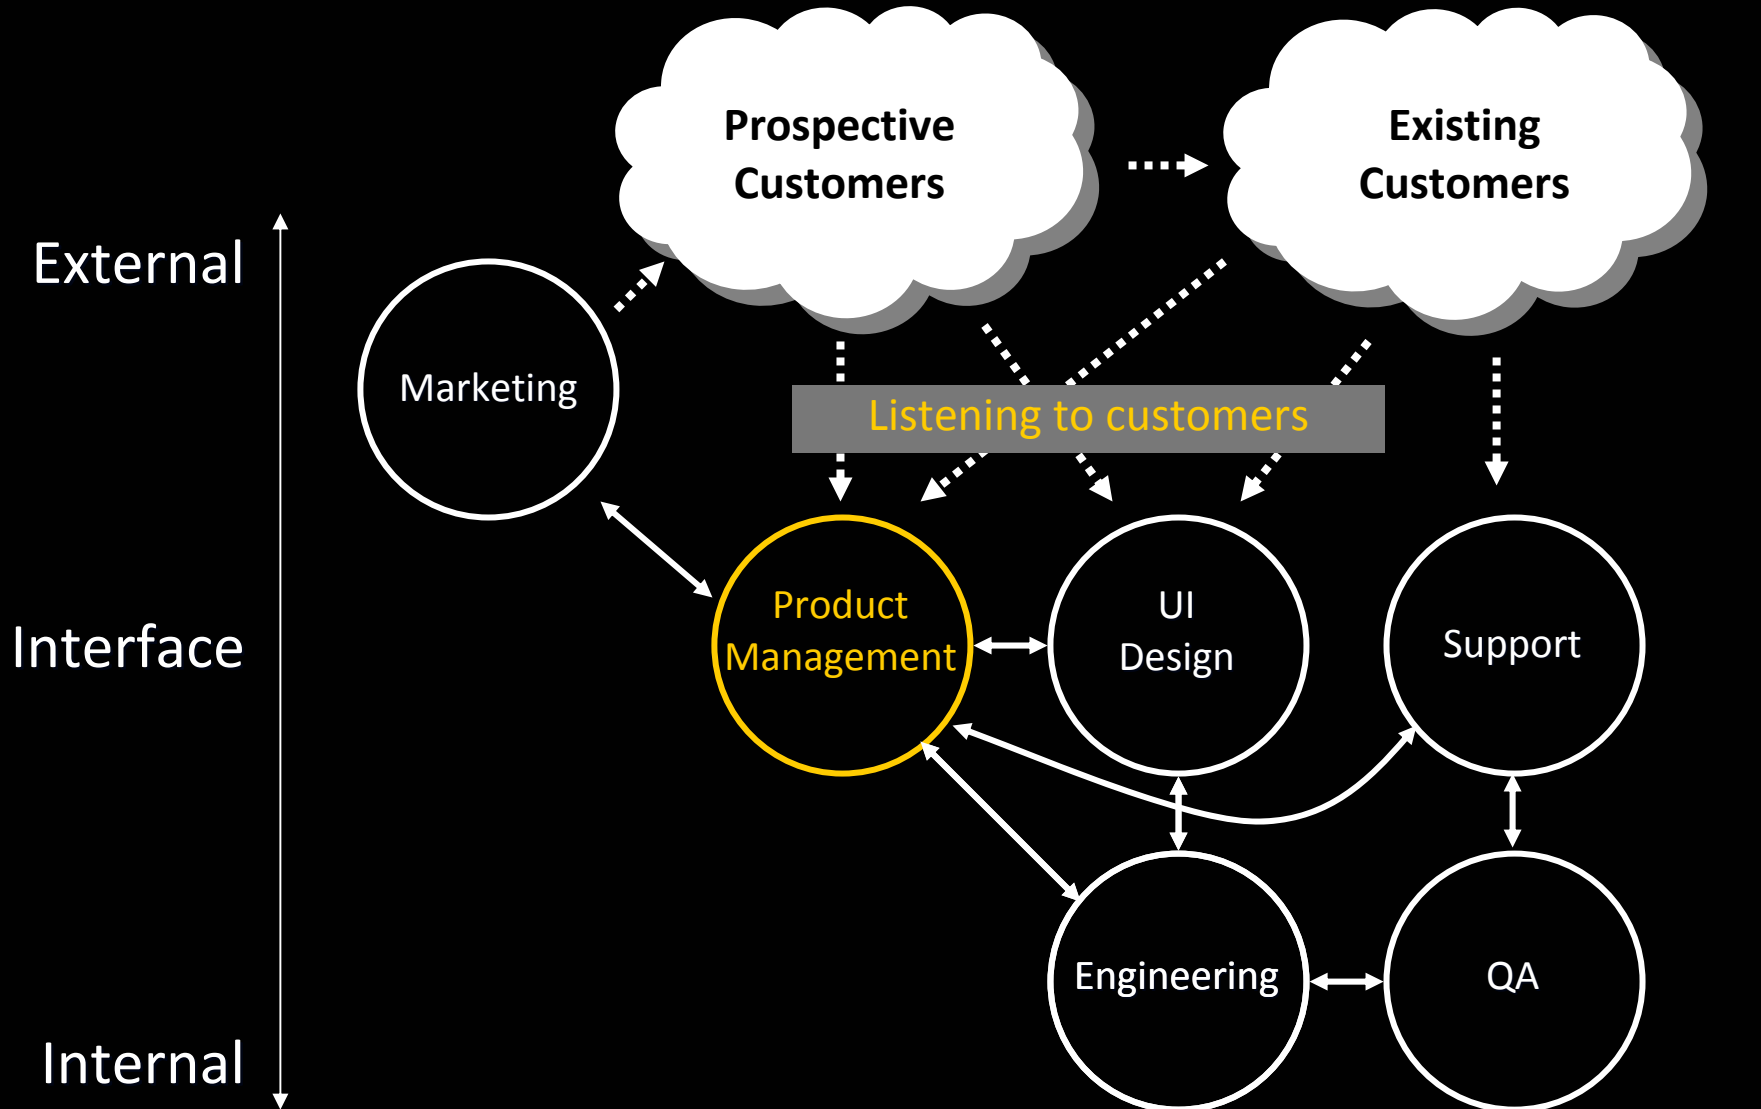 Prospective
Customers
Existing
Customers
External
Marketing
Listening to customers
Interface
Product
Management
UI
Design
Support
Engineering
QA
Internal